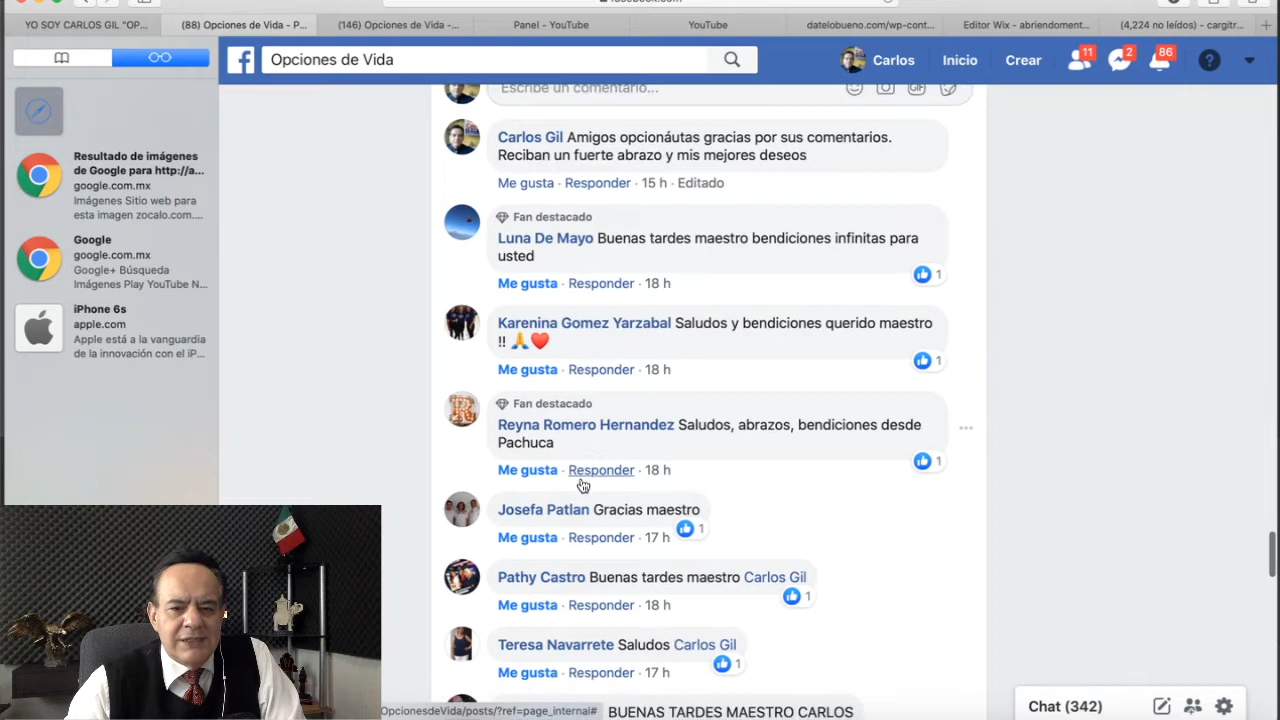 facebook.com
YO SOY CARLOS GIL "OP...
(88) Opciones de Vida - P...
(146) Opciones de Vida -...
Panel - YouTube
YouTube
datelobueno.com/wp-cont...
Editor Wix - abriendoment...
(4,224 no leídos) - cargitr...
Opciones de Vida
Carlos
Inicio
Crear
11
2
86
Resultado de imágenes
de Google para http://a...
google.com.mx
Imágenes Sitio web para
esta imagen zocalo.com....
Google
google.com.mx
Google+ Búsqueda
Imágenes Play YouTube N...
iPhone 6s
apple.com
Apple está a la vanguardia
de la innovación con el iP...
Escribe un comentario...
GIF
Carlos Gil Amigos opcionáutas gracias por sus comentarios.
Reciban un fuerte abrazo y mis mejores deseos
Me gusta · Responder · 15 h · Editado
Fan destacado
Luna De Mayo Buenas tardes maestro bendiciones infinitas para
usted
1
Me gusta · Responder · 18 h
Karenina Gomez Yarzabal Saludos y bendiciones querido maestro
!! 🙏❤️
1
Me gusta · Responder · 18 h
Fan destacado
Reyna Romero Hernandez Saludos, abrazos, bendiciones desde
Pachuca
1
Me gusta · Responder · 18 h
Josefa Patlan Gracias maestro
1
Me gusta · Responder · 17 h
Pathy Castro Buenas tardes maestro Carlos Gil
1
Me gusta · Responder · 18 h
Teresa Navarrete Saludos Carlos Gil
1
Me gusta · Responder · 17 h
BUENAS TARDES MAESTRO CARLOS
OpcionesdeVida/posts/?ref=page_internal#
Chat (342)